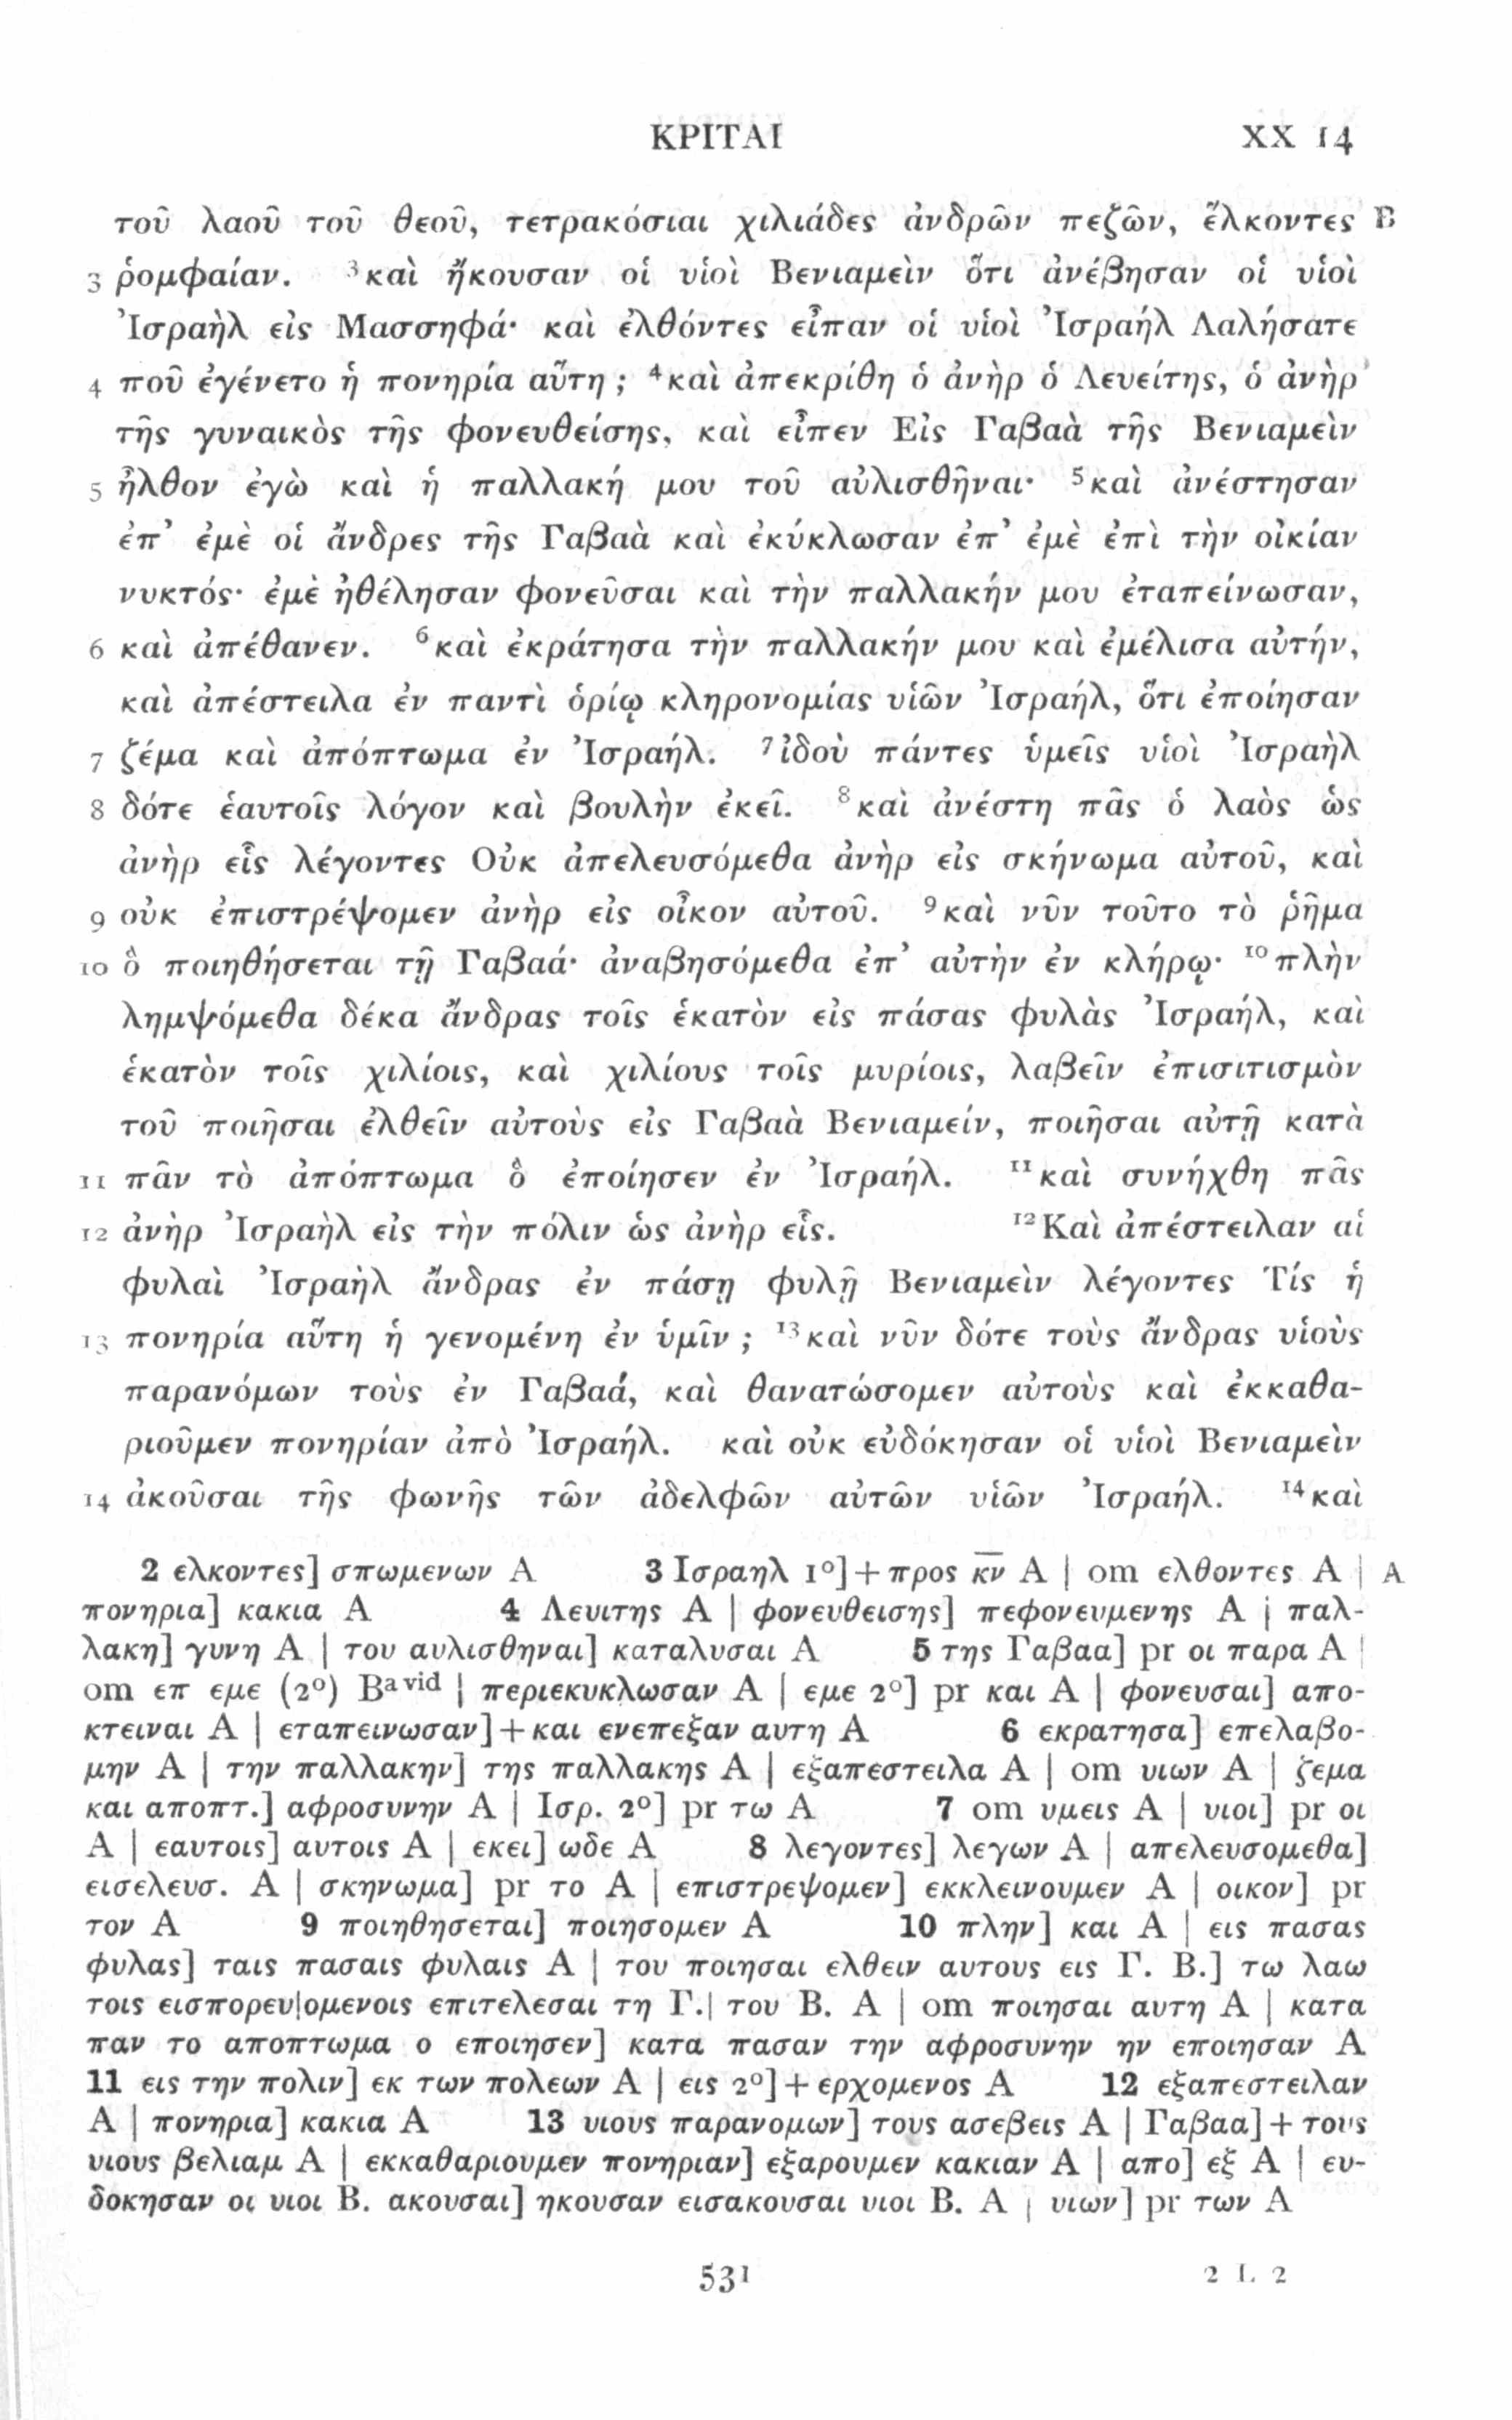 ΚΡΙΤΑΙ XX 14
τοῦ λαοῦ τοῦ θεοῦ, τετρακόσιαι χιλιάδες ἀνδρῶν πεζῶν, ἕλκοντες B
3 ῥομφαίαν. ³καὶ ἤκουσαν οἱ υἱοὶ Βενιαμεὶν ὅτι ἀνέβησαν οἱ υἱοὶ
Ἰσραὴλ εἰς Μασσηφά· καὶ ἐλθόντες εἶπαν οἱ υἱοὶ Ἰσραήλ Λαλήσατε
4 ποῦ ἐγένετο ἡ πονηρία αὕτη ; ⁴καὶ ἀπεκρίθη ὁ ἀνὴρ ὁ Λευείτης, ὁ ἀνὴρ
τῆς γυναικὸς τῆς φονευθείσης, καὶ εἶπεν Εἰς Γαβαὰ τῆς Βενιαμεὶν
5 ἦλθον ἐγὼ καὶ ἡ παλλακή μου τοῦ αὐλισθῆναι· ⁵καὶ ἀνέστησαν
ἐπ’ ἐμὲ οἱ ἄνδρες τῆς Γαβαὰ καὶ ἐκύκλωσαν ἐπ’ ἐμὲ ἐπὶ τὴν οἰκίαν
νυκτός· ἐμὲ ἠθέλησαν φονεῦσαι καὶ τὴν παλλακήν μου ἐταπείνωσαν,
6 καὶ ἀπέθανεν. ⁶καὶ ἐκράτησα τὴν παλλακήν μου καὶ ἐμέλισα αὐτήν,
καὶ ἀπέστειλα ἐν παντὶ ὁρίῳ κληρονομίας υἱῶν Ἰσραήλ, ὅτι ἐποίησαν
7 ζέμα καὶ ἀπόπτωμα ἐν Ἰσραήλ. ⁷ἰδοὺ πάντες ὑμεῖς υἱοὶ Ἰσραὴλ
8 δότε ἑαυτοῖς λόγον καὶ βουλὴν ἐκεῖ. ⁸καὶ ἀνέστη πᾶς ὁ λαὸς ὡς
ἀνὴρ εἷς λέγοντες Οὐκ ἀπελευσόμεθα ἀνὴρ εἰς σκήνωμα αὐτοῦ, καὶ
9 οὐκ ἐπιστρέψομεν ἀνὴρ εἰς οἶκον αὐτοῦ. ⁹καὶ νῦν τοῦτο τὸ ῥῆμα
10 ὃ ποιηθήσεται τῇ Γαβαά· ἀναβησόμεθα ἐπ’ αὐτὴν ἐν κλήρῳ· ¹⁰πλὴν
λημψόμεθα δέκα ἄνδρας τοῖς ἑκατὸν εἰς πάσας φυλὰς Ἰσραήλ, καὶ
ἑκατὸν τοῖς χιλίοις, καὶ χιλίους τοῖς μυρίοις, λαβεῖν ἐπισιτισμὸν
τοῦ ποιῆσαι ἐλθεῖν αὐτοὺς εἰς Γαβαὰ Βενιαμείν, ποιῆσαι αὐτῇ κατὰ
11 πᾶν τὸ ἀπόπτωμα ὃ ἐποίησεν ἐν Ἰσραήλ. ¹¹καὶ συνήχθη πᾶς
12 ἀνὴρ Ἰσραὴλ εἰς τὴν πόλιν ὡς ἀνὴρ εἷς. ¹²Καὶ ἀπέστειλαν αἱ
φυλαὶ Ἰσραὴλ ἄνδρας ἐν πάσῃ φυλῇ Βενιαμεὶν λέγοντες Τίς ἡ
13 πονηρία αὕτη ἡ γενομένη ἐν ὑμῖν ; ¹³καὶ νῦν δότε τοὺς ἄνδρας υἱοὺς
παρανόμων τοὺς ἐν Γαβαά, καὶ θανατώσομεν αὐτοὺς καὶ ἐκκαθα-
ριοῦμεν πονηρίαν ἀπὸ Ἰσραήλ. καὶ οὐκ εὐδόκησαν οἱ υἱοὶ Βενιαμεὶν
14 ἀκοῦσαι τῆς φωνῆς τῶν ἀδελφῶν αὐτῶν υἱῶν Ἰσραήλ. ¹⁴καὶ
2 ελκοντες] σπωμενων A 3 Ισραηλ 1º]+προς κ̅ν̅ A | om ελθοντες A | A
πονηρια] κακια A 4 Λευιτης A | φονευθεισης] πεφονευμενης A | παλ-
λακη] γυνη A | του αυλισθηναι] καταλυσαι A 5 της Γαβαα] pr οι παρα A |
om επ εμε (2º) Bᵃ ᵛⁱᵈ | περιεκυκλωσαν A | εμε 2º] pr και A | φονευσαι] απο-
κτειναι A | εταπεινωσαν]+και ενεπεξαν αυτη A 6 εκρατησα] επελαβο-
μην A | την παλλακην] της παλλακης A | εξαπεστειλα A | om υιων A | ζεμα
και αποπτ.] αφροσυνην A | Ισρ. 2º] pr τω A 7 om υμεις A | υιοι] pr οι
A | εαυτοις] αυτοις A | εκει] ωδε A 8 λεγοντες] λεγων A | απελευσομεθα]
εισελευσ. A | σκηνωμα] pr το A | επιστρεψομεν] εκκλεινουμεν A | οικον] pr
τον A 9 ποιηθησεται] ποιησομεν A 10 πλην] και A | εις πασας
φυλας] ταις πασαις φυλαις A | του ποιησαι ελθειν αυτους εις Γ. Β.] τω λαω
τοις εισπορευ|ομενοις επιτελεσαι τη Γ.| του Β. A | om ποιησαι αυτη A | κατα
παν το αποπτωμα ο εποιησεν] κατα πασαν την αφροσυνην ην εποιησαν A
11 εις την πολιν] εκ των πολεων A | εις 2º]+ερχομενος A 12 εξαπεστειλαν
A | πονηρια] κακια A 13 υιους παρανομων] τους ασεβεις A | Γαβαα]+τους
υιους βελιαμ A | εκκαθαριουμεν πονηριαν] εξαρουμεν κακιαν A | απο] εξ A | ευ-
δοκησαν οι υιοι Β. ακουσαι] ηκουσαν εισακουσαι υιοι Β. A | υιων] pr των A
531 2 L 2